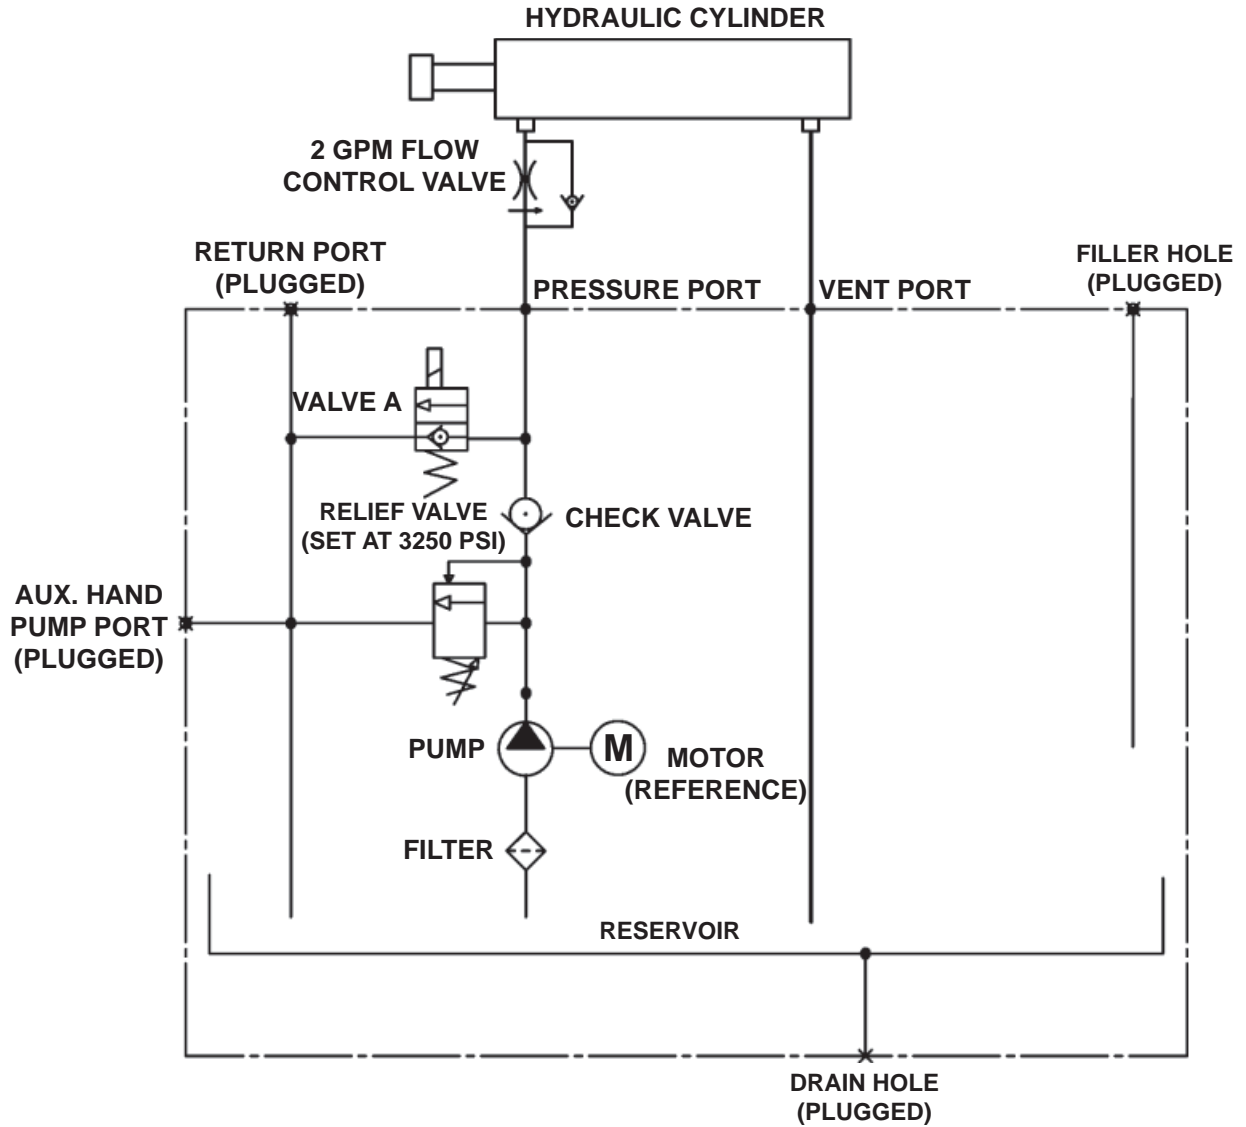 HYDRAULIC CYLINDER
2 GPM FLOW
CONTROL VALVE
RETURN PORT
(PLUGGED)
PRESSURE PORT
VENT PORT
FILLER HOLE
(PLUGGED)
VALVE A
RELIEF VALVE
(SET AT 3250 PSI)
CHECK VALVE
AUX. HAND
PUMP PORT
(PLUGGED)
PUMP
M
MOTOR
(REFERENCE)
FILTER
RESERVOIR
DRAIN HOLE
(PLUGGED)